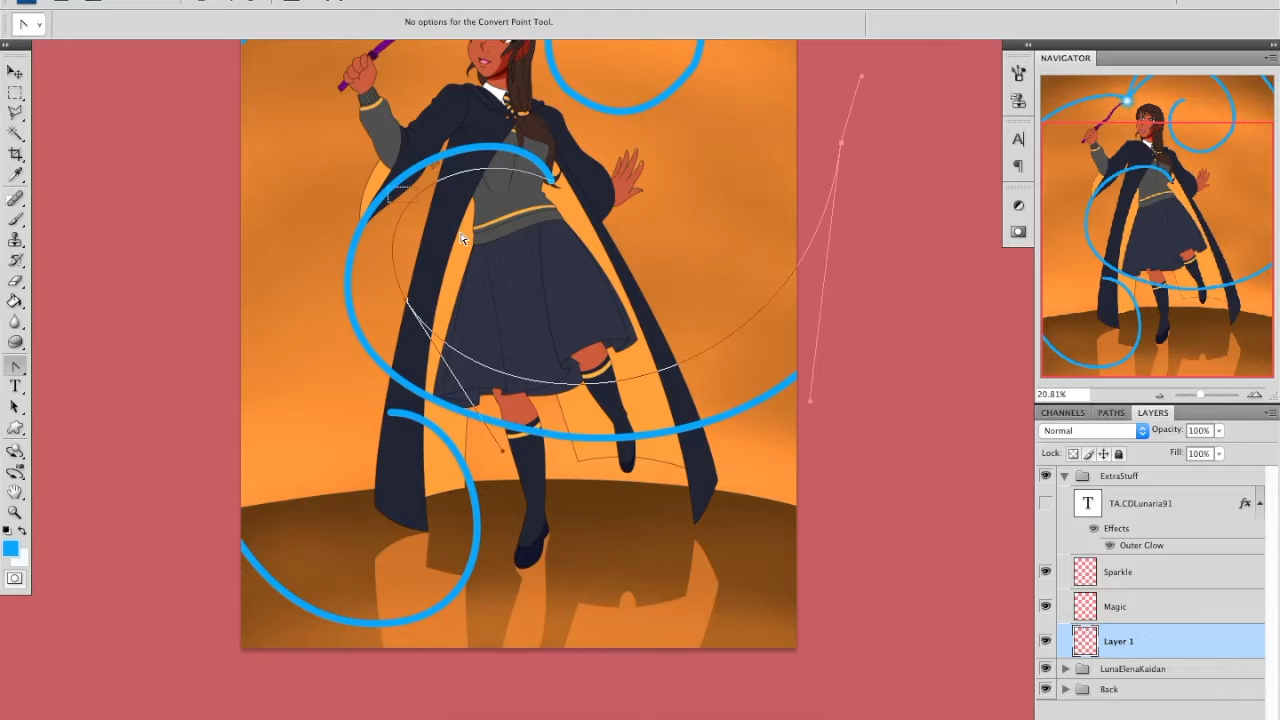 No options for the Convert Point Tool.
NAVIGATOR
20.81%
CHANNELS PATHS LAYERS
Normal Opacity: 100%
Lock: Fill: 100%
ExtraStuff
T TA.CDLunaria91 fx
Effects
Outer Glow
Sparkle
Magic
Layer 1
LunaElenaKaidan
Back